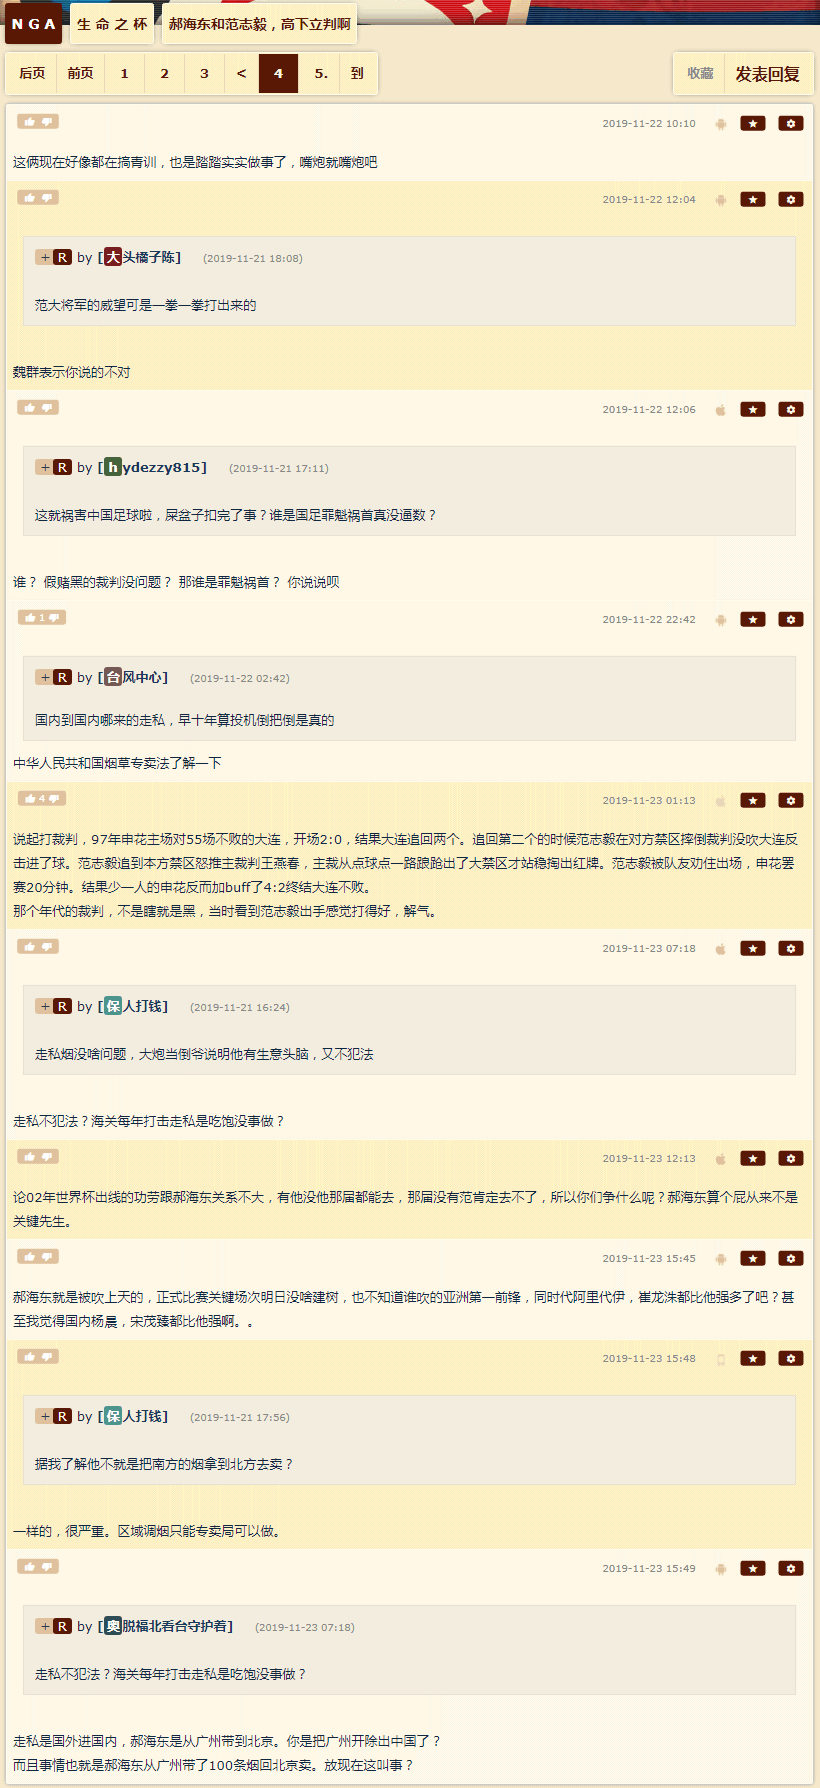 NGA 生命之杯 郝海东和范志毅，高下立判啊
后页 前页 1 2 3 < 4 5. 到 收藏 发表回复
2019-11-22 10:10
这俩现在好像都在搞青训，也是踏踏实实做事了，嘴炮就嘴炮吧
2019-11-22 12:04
+ R by [大头橘子陈] (2019-11-21 18:08)
范大将军的威望可是一拳一拳打出来的
魏群表示你说的不对
2019-11-22 12:06
+ R by [hydezzy815] (2019-11-21 17:11)
这就祸害中国足球啦，屎盆子扣完了事？谁是国足罪魁祸首真没逼数？
谁？ 假赌黑的裁判没问题？ 那谁是罪魁祸首？ 你说说呗
1 2019-11-22 22:42
+ R by [台风中心] (2019-11-22 02:42)
国内到国内哪来的走私，早十年算投机倒把倒是真的
中华人民共和国烟草专卖法了解一下
4 2019-11-23 01:13
说起打裁判，97年申花主场对55场不败的大连，开场2:0，结果大连追回两个。追回第二个的时候范志毅在对方禁区摔倒裁判没吹大连反
击进了球。范志毅追到本方禁区怒推主裁判王燕春，主裁从点球点一路踉跄出了大禁区才站稳掏出红牌。范志毅被队友劝住出场，申花罢
赛20分钟。结果少一人的申花反而加buff了4:2终结大连不败。
那个年代的裁判，不是瞎就是黑，当时看到范志毅出手感觉打得好，解气。
2019-11-23 07:18
+ R by [保人打钱] (2019-11-21 16:24)
走私烟没啥问题，大炮当倒爷说明他有生意头脑，又不犯法
走私不犯法？海关每年打击走私是吃饱没事做？
2019-11-23 12:13
论02年世界杯出线的功劳跟郝海东关系不大，有他没他那届都能去，那届没有范肯定去不了，所以你们争什么呢？郝海东算个屁从来不是
关键先生。
2019-11-23 15:45
郝海东就是被吹上天的，正式比赛关键场次明日没啥建树，也不知道谁吹的亚洲第一前锋，同时代阿里代伊，崔龙洙都比他强多了吧？甚
至我觉得国内杨晨，宋茂臻都比他强啊。。
2019-11-23 15:48
+ R by [保人打钱] (2019-11-21 17:56)
据我了解他不就是把南方的烟拿到北方去卖？
一样的，很严重。区域调烟只能专卖局可以做。
2019-11-23 15:49
+ R by [奥脱福北看台守护着] (2019-11-23 07:18)
走私不犯法？海关每年打击走私是吃饱没事做？
走私是国外进国内，郝海东是从广州带到北京。你是把广州开除出中国了？
而且事情也就是郝海东从广州带了100条烟回北京卖。放现在这叫事？